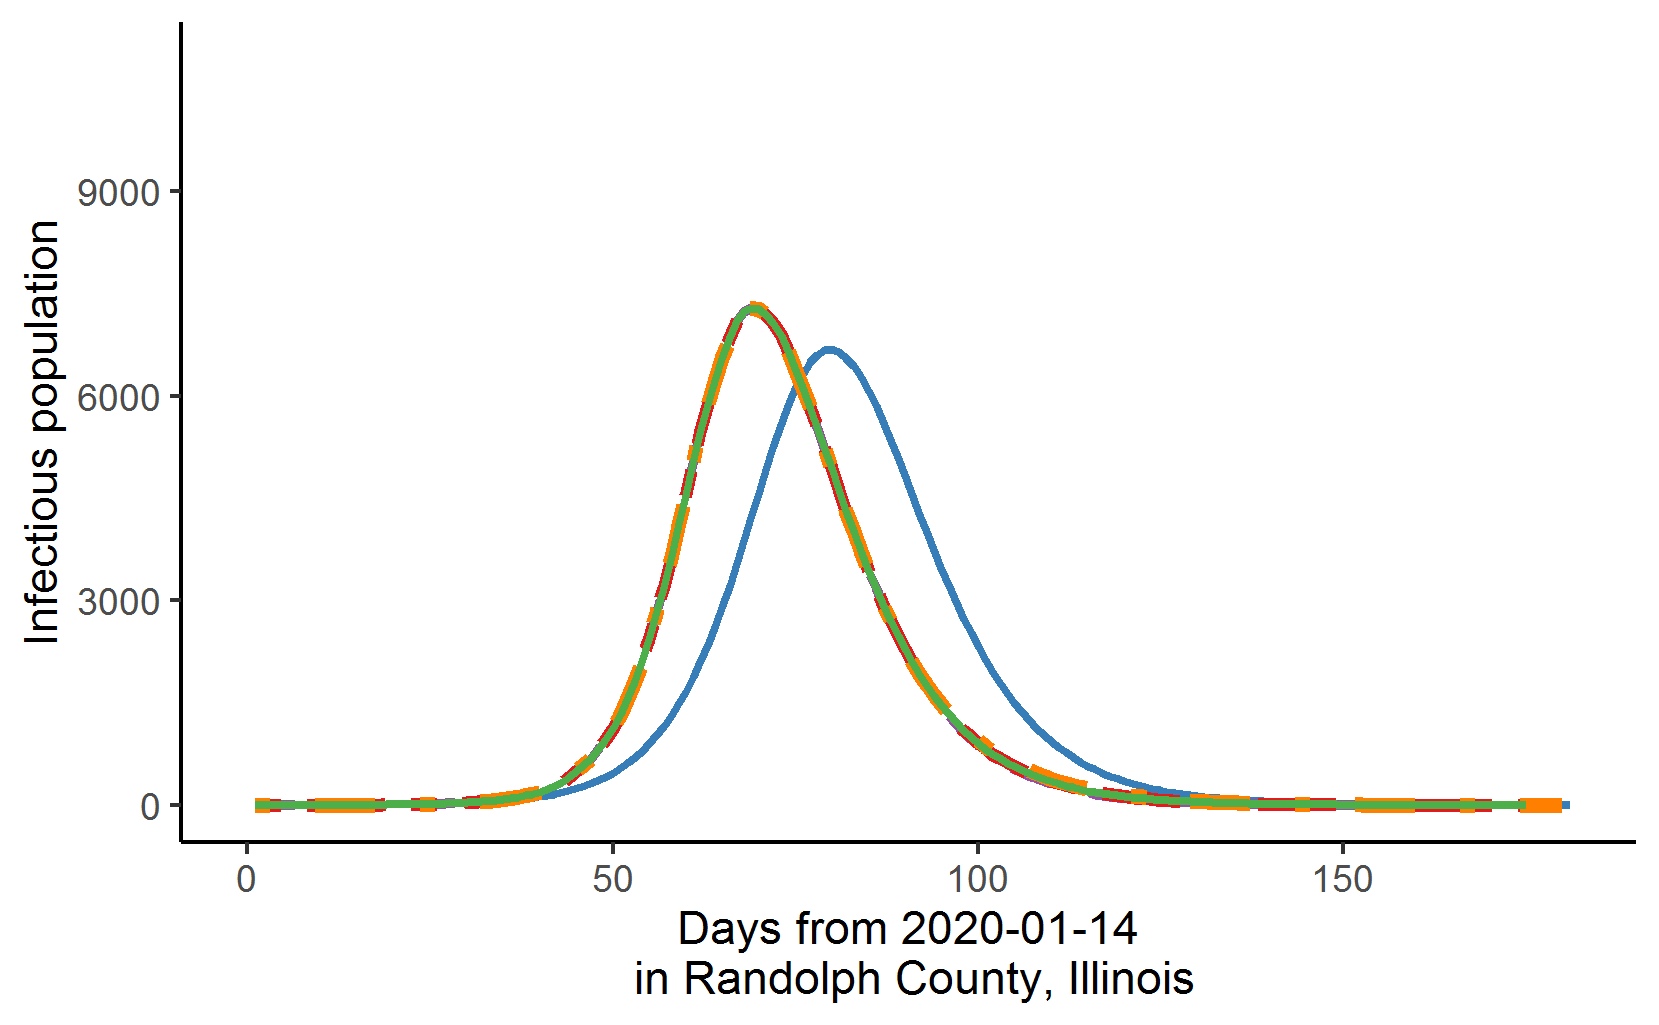 Infectious population
9000
6000
3000
0
0 50 100 150
Days from 2020-01-14
in Randolph County, Illinois